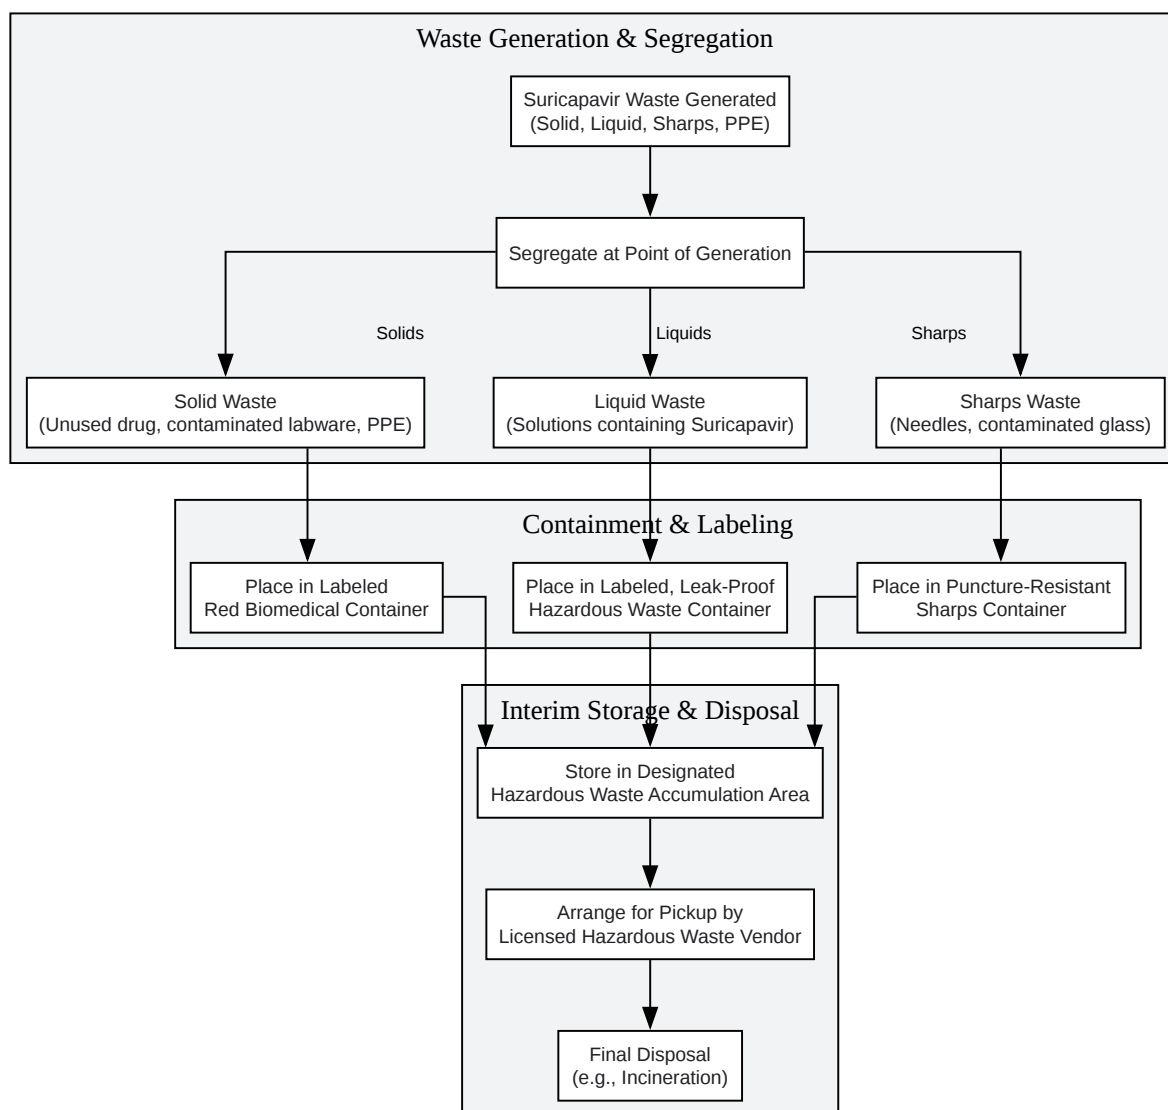 Waste Generation & Segregation
Suricapavir Waste Generated
(Solid, Liquid, Sharps, PPE)
Segregate at Point of Generation
Solids
Liquids
Sharps
Solid Waste
(Unused drug, contaminated labware, PPE)
Liquid Waste
(Solutions containing Suricapavir)
Sharps Waste
(Needles, contaminated glass)
Containment & Labeling
Place in Labeled
Red Biomedical Container
Place in Labeled, Leak-Proof
Hazardous Waste Container
Place in Puncture-Resistant
Sharps Container
Interim Storage & Disposal
Store in Designated
Hazardous Waste Accumulation Area
Arrange for Pickup by
Licensed Hazardous Waste Vendor
Final Disposal
(e.g., Incineration)